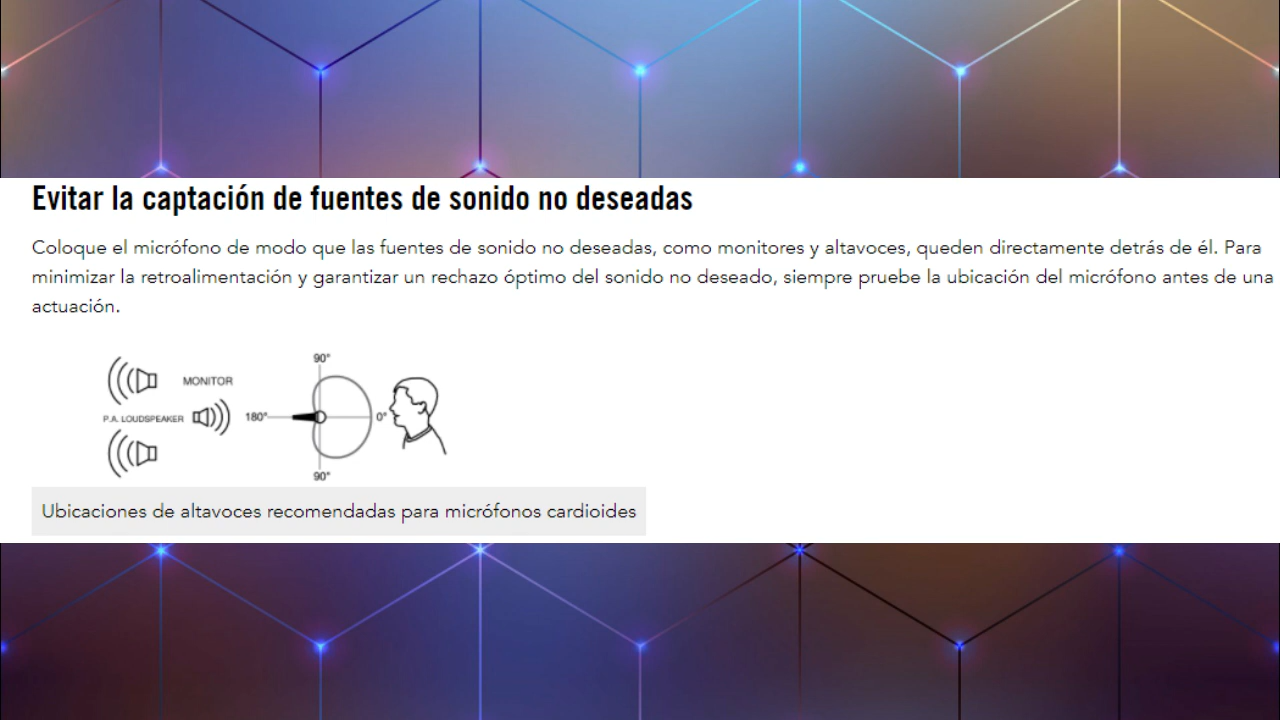 Evitar la captación de fuentes de sonido no deseadas
Coloque el micrófono de modo que las fuentes de sonido no deseadas, como monitores y altavoces, queden directamente detrás de él. Para
minimizar la retroalimentación y garantizar un rechazo óptimo del sonido no deseado, siempre pruebe la ubicación del micrófono antes de una
actuación.
90°
MONITOR
P.A. LOUDSPEAKER 180° 0°
90°
Ubicaciones de altavoces recomendadas para micrófonos cardioides